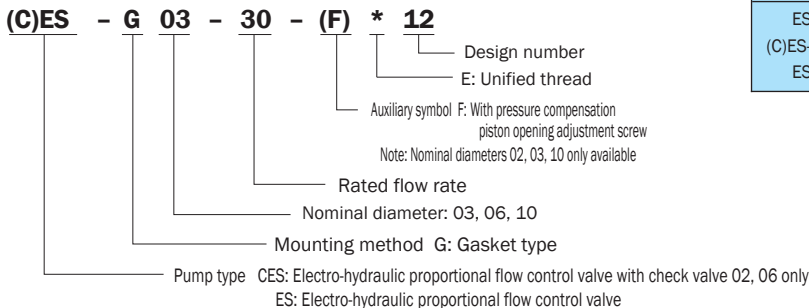 (C)ES – G 03 – 30 – (F) * 12
ES
(C)ES-
ES
Design number
E: Unified thread
Auxiliary symbol F: With pressure compensation
piston opening adjustment screw
Note: Nominal diameters 02, 03, 10 only available
Rated flow rate
Nominal diameter: 03, 06, 10
Mounting method G: Gasket type
Pump type CES: Electro-hydraulic proportional flow control valve with check valve 02, 06 only
ES: Electro-hydraulic proportional flow control valve